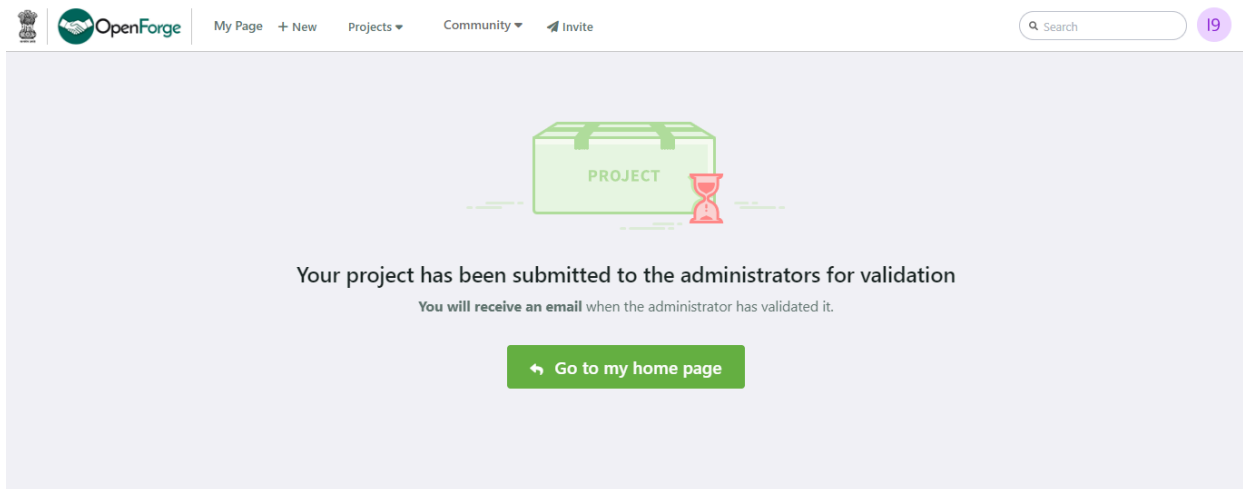 OpenForge
My Page + New Projects Community Invite
Search
I9
PROJECT
Your project has been submitted to the administrators for validation
You will receive an email when the administrator has validated it.
Go to my home page